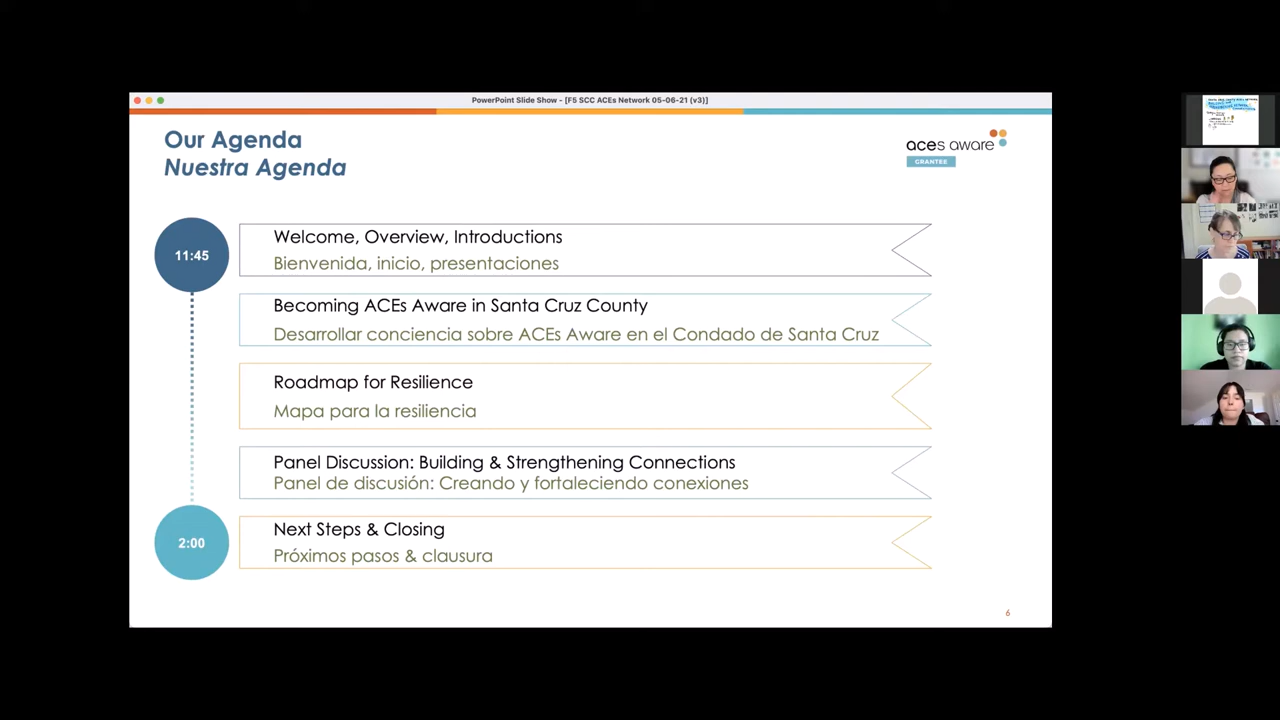 PowerPoint Slide Show - [F5 SCC ACEs Network 05-06-21 (v3)]
Our Agenda
Nuestra Agenda
aces aware
GRANTEE
11:45
Welcome, Overview, Introductions
Bienvenida, inicio, presentaciones
Becoming ACEs Aware in Santa Cruz County
Desarrollar conciencia sobre ACEs Aware en el Condado de Santa Cruz
Roadmap for Resilience
Mapa para la resiliencia
Panel Discussion: Building & Strengthening Connections
Panel de discusión: Creando y fortaleciendo conexiones
2:00
Next Steps & Closing
Próximos pasos & clausura
6